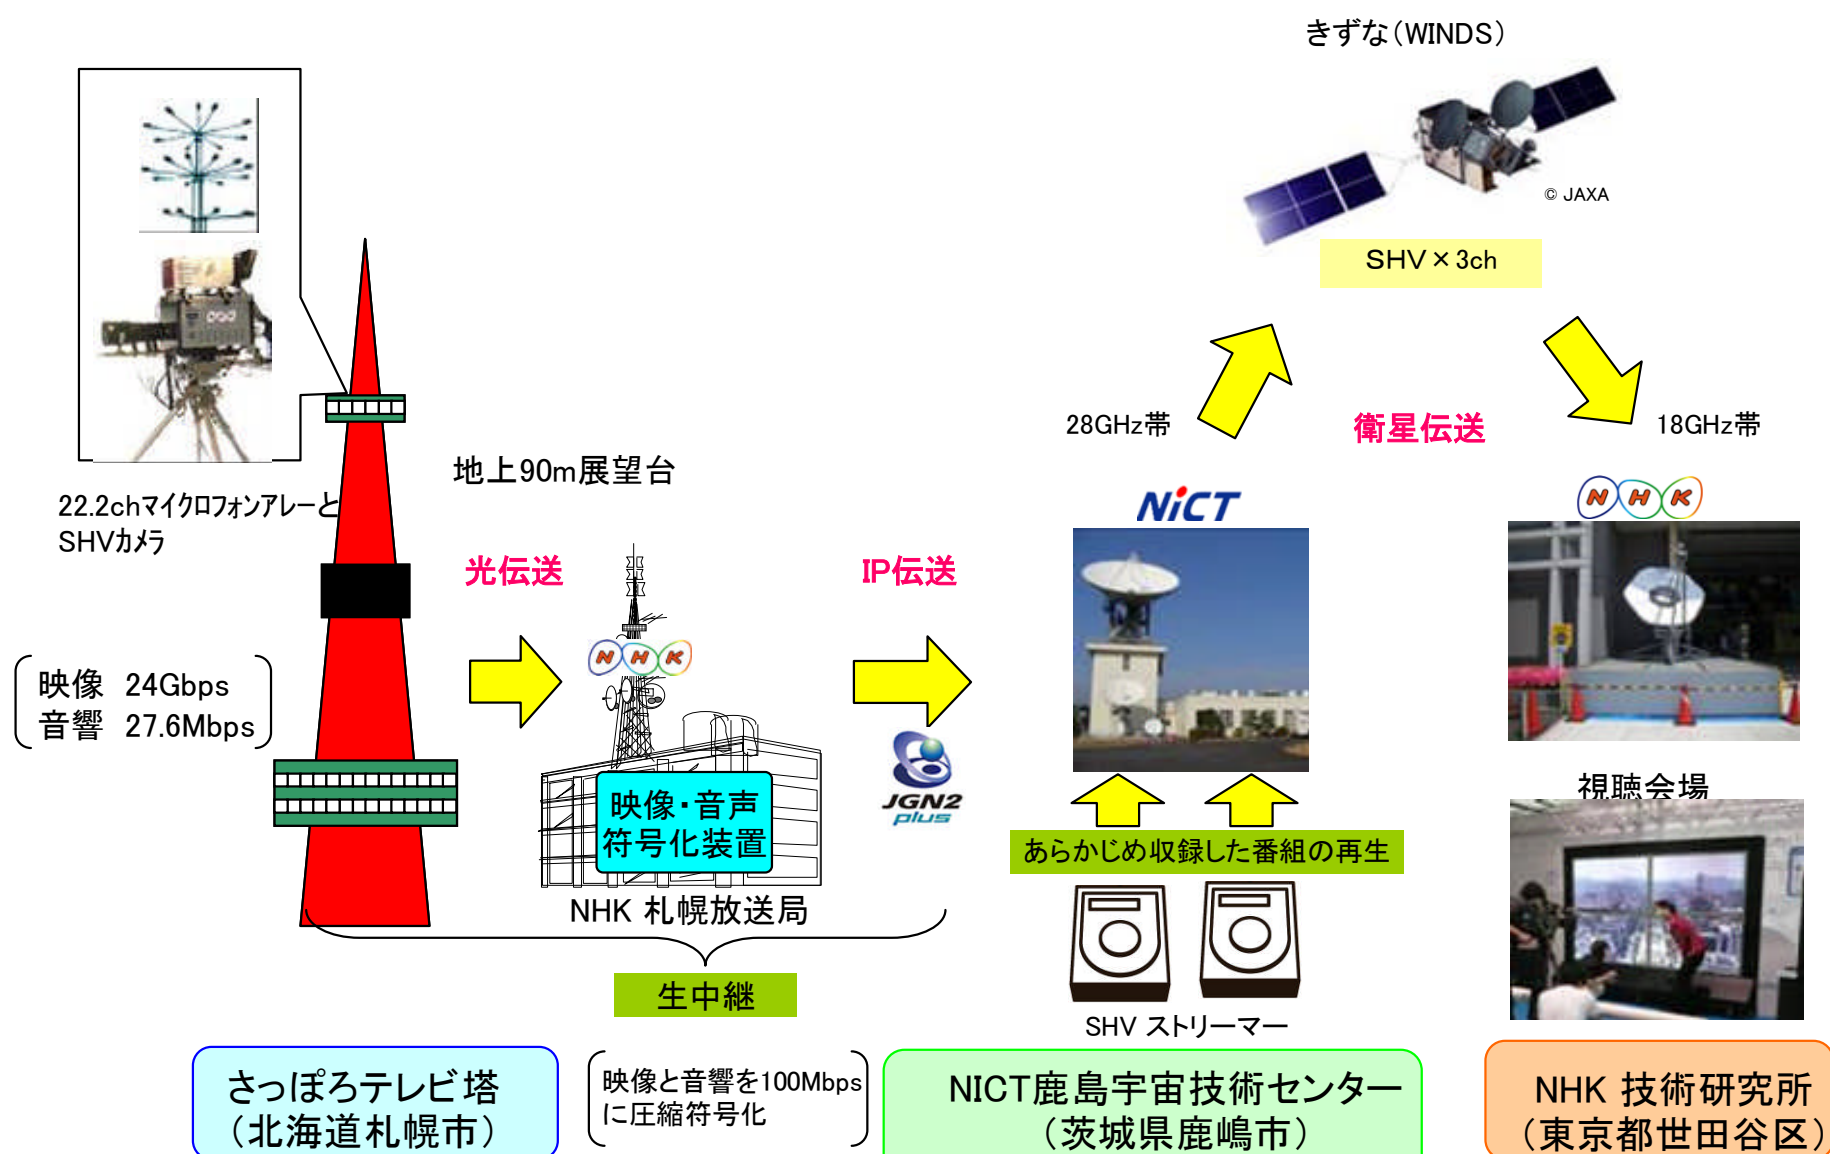 きずな（WINDS）
© JAXA
SHV×3ch
28GHz帯
衛星伝送
18GHz帯
地上90m展望台
22.2chマイクロフォンアレーと
SHVカメラ
NiCT
NHK
光伝送
IP伝送
NHK
映像 24Gbps
音響 27.6Mbps
JGN2
plus
映像・音声
符号化装置
視聴会場
あらかじめ収録した番組の再生
NHK 札幌放送局
生中継
SHV ストリーマー
さっぽろテレビ塔
（北海道札幌市）
映像と音響を100Mbps
に圧縮符号化
NICT鹿島宇宙技術センター
（茨城県鹿嶋市）
NHK 技術研究所
（東京都世田谷区）